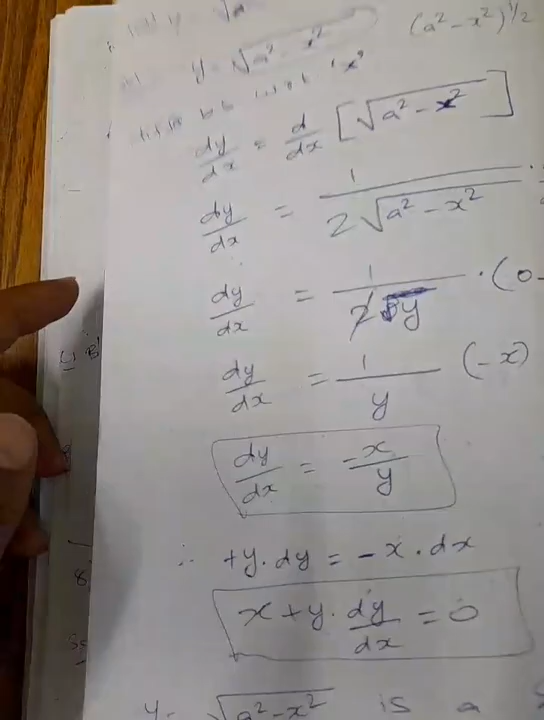 y = √a² - x² (a² - x²)^1/2
dy/dx = d/dx [√a² - x²]
dy/dx = 1/2√a² - x² ·
dy/dx = 1/2y · (0 -
dy/dx = 1/y (-x)
dy/dx = -x/y
∴ +y. dy = -x . dx
x + y. dy/dx = 0
y = √a² - x² is a